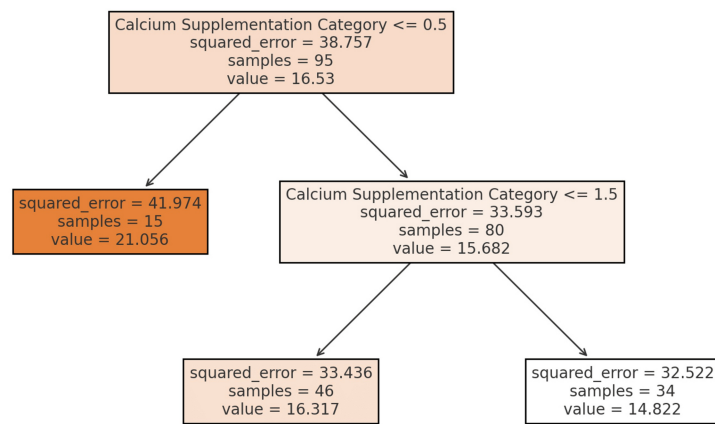 Calcium Supplementation Category <= 0.5
squared_error = 38.757
samples = 95
value = 16.53
squared_error = 41.974
samples = 15
value = 21.056
Calcium Supplementation Category <= 1.5
squared_error = 33.593
samples = 80
value = 15.682
squared_error = 33.436
samples = 46
value = 16.317
squared_error = 32.522
samples = 34
value = 14.822